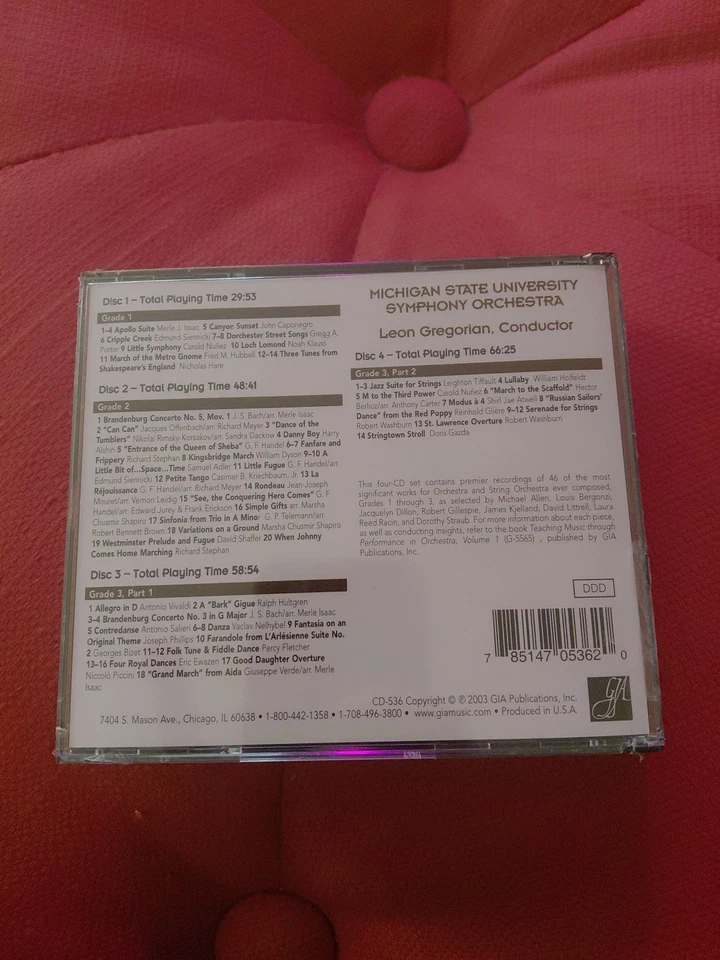 Disc 1 – Total Playing Time 29:53
Grade 1
1–4 Apollo Suite Merle J. Isaac 5 Canyon Sunset John Caponegro
6 Cripple Creek Edmund Siennicki 7–8 Dorchester Street Songs Gregg A.
Porter 9 Little Symphony Carold Nuñez 10 Loch Lomond Noah Klauss
11 March of the Metro Gnome Fred M. Hubbell 12–14 Three Tunes from
Shakespeare's England Nicholas Hare
Disc 2 – Total Playing Time 48:41
Grade 2
1 Brandenburg Concerto No. 5, Mov. 1 J. S. Bach/arr. Merle Isaac
2 "Can Can" Jacques Offenbach/arr. Richard Meyer 3 "Dance of the
Tumblers" Nikolai Rimsky-Korsakov/arr. Sandra Dackow 4 Danny Boy Harry
Alshin 5 "Entrance of the Queen of Sheba" G. F. Handel 6–7 Fanfare and
Frippery Richard Stephan 8 Kingsbridge March William Dyson 9–10 A
Little Bit of...Space...Time Samuel Adler 11 Little Fugue G. F. Handel/arr.
Edmund Siennicki 12 Petite Tango Casimer B. Kriechbaum, Jr. 13 La
Réjouissance G. F. Handel/arr. Richard Meyer 14 Rondeau Jean-Joseph
Mouret/arr. Vernon Leidig 15 "See, the Conquering Hero Comes" G. F.
Handel/arr. Edward Jurey & Frank Erickson 16 Simple Gifts arr. Marsha
Chusmir Shapiro 17 Sinfonia from Trio in A Minor G. P. Telemann/arr.
Robert Bennett Brown 18 Variations on a Ground Marsha Chusmir Shapiro
19 Westminster Prelude and Fugue David Shaffer 20 When Johnny
Comes Home Marching Richard Stephan
Disc 3 – Total Playing Time 58:54
Grade 3, Part 1
1 Allegro in D Antonio Vivaldi 2 A "Bark" Gigue Ralph Hultgren
3–4 Brandenburg Concerto No. 3 in G Major J. S. Bach/arr. Merle Isaac
5 Contredanse Antonio Salieri 6–8 Danza Vaclav Nelhybel 9 Fantasia on an
Original Theme Joseph Phillips 10 Farandole from L'Arlésienne Suite No.
2 Georges Bizet 11–12 Folk Tune & Fiddle Dance Percy Fletcher
13–16 Four Royal Dances Eric Ewazen 17 Good Daughter Overture
Niccolò Piccini 18 "Grand March" from Aida Giuseppe Verde/arr. Merle
Isaac
MICHIGAN STATE UNIVERSITY
SYMPHONY ORCHESTRA
Leon Gregorian, Conductor
Disc 4 – Total Playing Time 66:25
Grade 3, Part 2
1–3 Jazz Suite for Strings Leighton Tiffault 4 Lullaby William Hofeldt
5 M to the Third Power Carold Nuñez 6 "March to the Scaffold" Hector
Berlioz/arr. Anthony Carter 7 Modus à 4 Shirl Jae Atwell 8 "Russian Sailors'
Dance" from the Red Poppy Reinhold Glière 9–12 Serenade for Strings
Robert Washburn 13 St. Lawrence Overture Robert Washburn
14 Stringtown Stroll Doris Gazda
This four-CD set contains premier recordings of 46 of the most
significant works for Orchestra and String Orchestra ever composed,
Grades 1 through 3, as selected by Michael Allen, Louis Bergonzi,
Jacquelyn Dillon, Robert Gillespie, James Kjelland, David Littrell, Laura
Reed Racin, and Dorothy Straub. For more information about each piece,
as well as conducting insights, refer to the book Teaching Music through
Performance in Orchestra, Volume 1 (G-5565) , published by GIA
Publications, Inc.
DDD
7 85147 05362 0
GIA
CD-536 Copyright © ℗ 2003 GIA Publications, Inc.
7404 S. Mason Ave., Chicago, IL 60638 • 1-800-442-1358 • 1-708-496-3800 • www.giamusic.com • Produced in U.S.A.